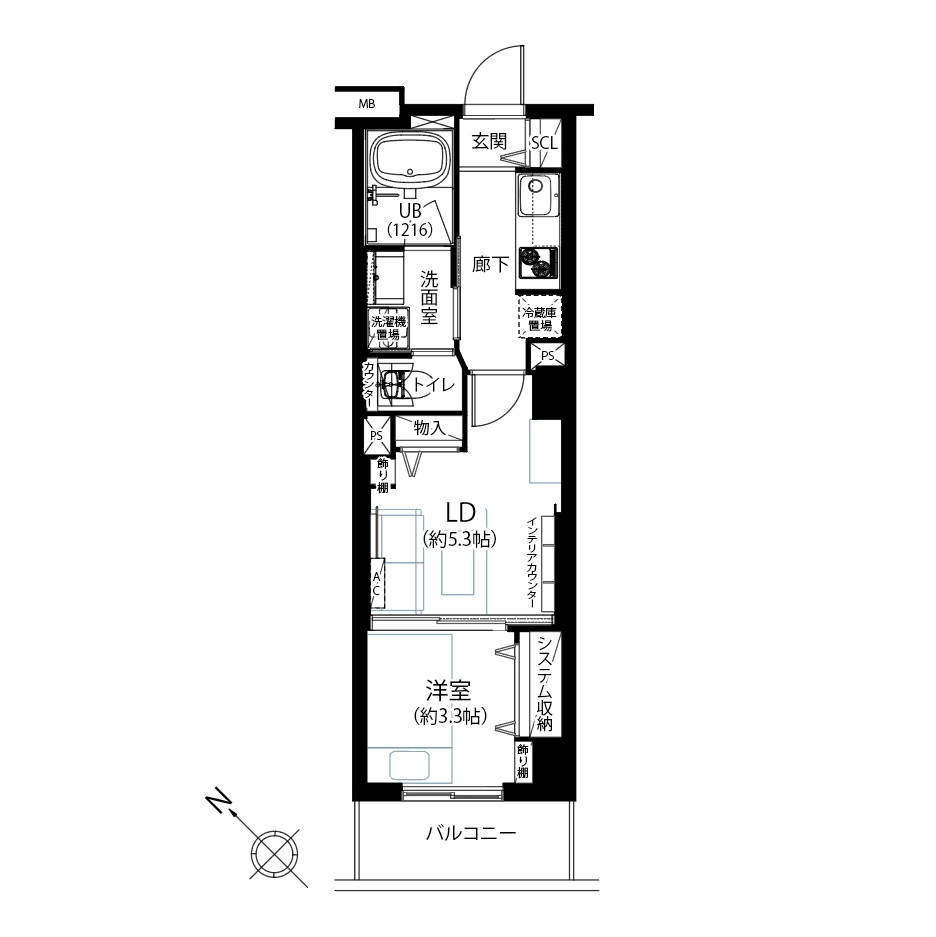 MB
玄関
SCL
UB
(1216)
廊下
洗面室
洗濯機
置場
冷蔵庫
置場
PS
カウンター
トイレ
物入
PS
飾り棚
LD
(約5.3帖)
インテリアカウンター
AC
システム収納
洋室
(約3.3帖)
飾り棚
N
バルコニー